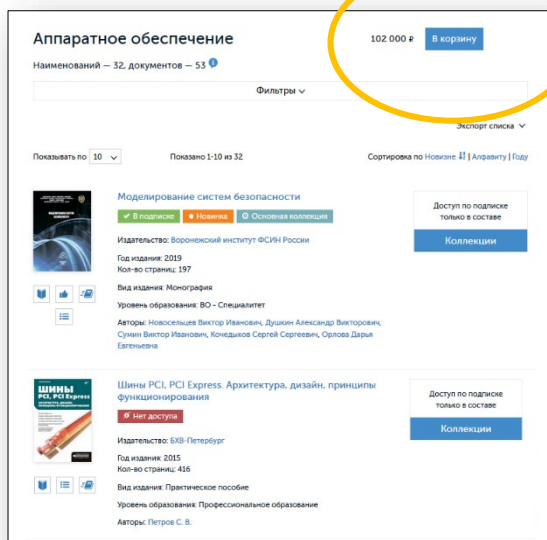 Аппаратное обеспечение
102 000 ₽
В корзину
Наименований — 32, документов — 53
Фильтры
Экспорт списка
Показывать по 10
Показано 1-10 из 32
Сортировка по Новизне | Алфавиту | Году
Моделирование систем безопасности
В подписке
Новинка
Основная коллекция
Издательство: Воронежский институт ФСИН России
Год издания: 2019
Кол-во страниц: 197
Вид издания: Монография
Уровень образования: ВО - Специалитет
Авторы: Новосельцев Виктор Иванович, Душкин Александр Викторович,
Сумин Виктор Иванович, Кочедыков Сергей Сергеевич, Орлова Дарья
Евгеньевна
Доступ по подписке
только в составе
Коллекции
ШИНЫ
PCI, PCI Express
Шины PCI, PCI Express. Архитектура, дизайн, принципы
функционирования
Нет доступа
Издательство: БХВ-Петербург
Год издания: 2015
Кол-во страниц: 416
Вид издания: Практическое пособие
Уровень образования: Профессиональное образование
Авторы: Петров С. В.
Доступ по подписке
только в составе
Коллекции